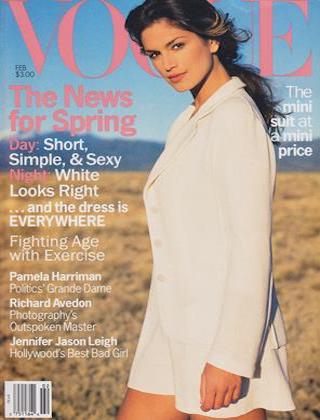 VOGUE
FEB
$3.00
The News
for Spring
Day: Short,
Simple, & Sexy
Night: White
Looks Right
...and the dress is
EVERYWHERE
Fighting Age
with Exercise
Pamela Harriman
Politics' Grande Dame
Richard Avedon
Photography's
Outspoken Master
Jennifer Jason Leigh
Hollywood's Best Bad Girl
The
mini
suit at
a mini
price
02